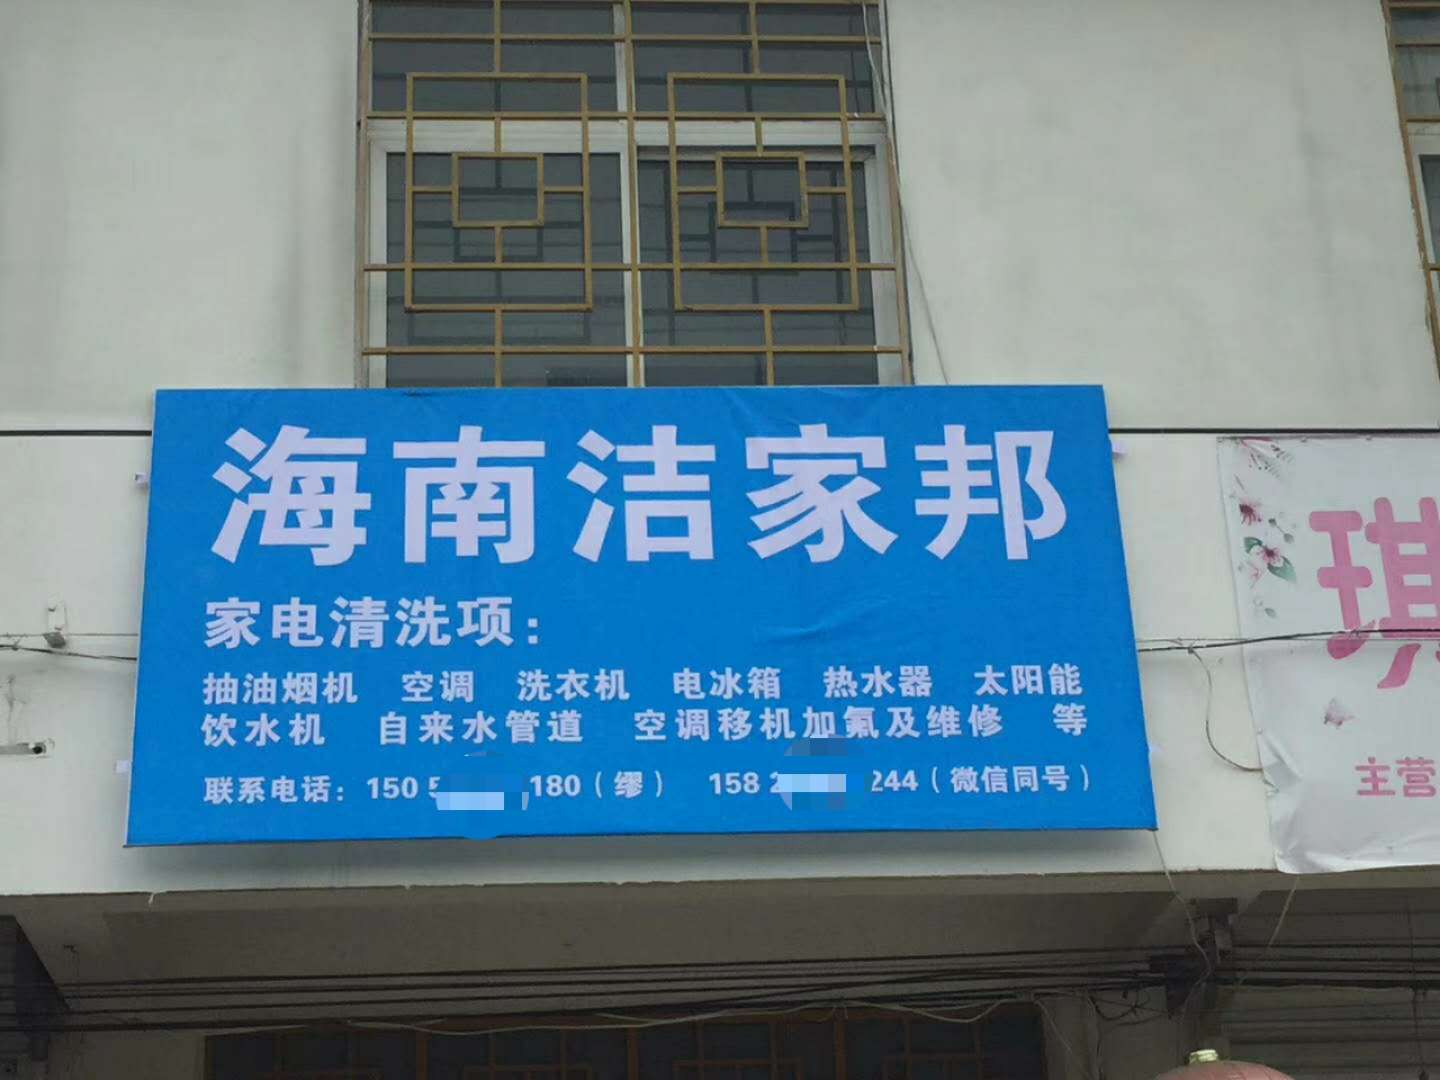 海南洁家邦
家电清洗项：
抽油烟机 空调 洗衣机 电冰箱 热水器 太阳能
饮水机 自来水管道 空调移机加氟及维修 等
联系电话：150 5 180（缪） 158 2 244（微信同号）
琪
主营